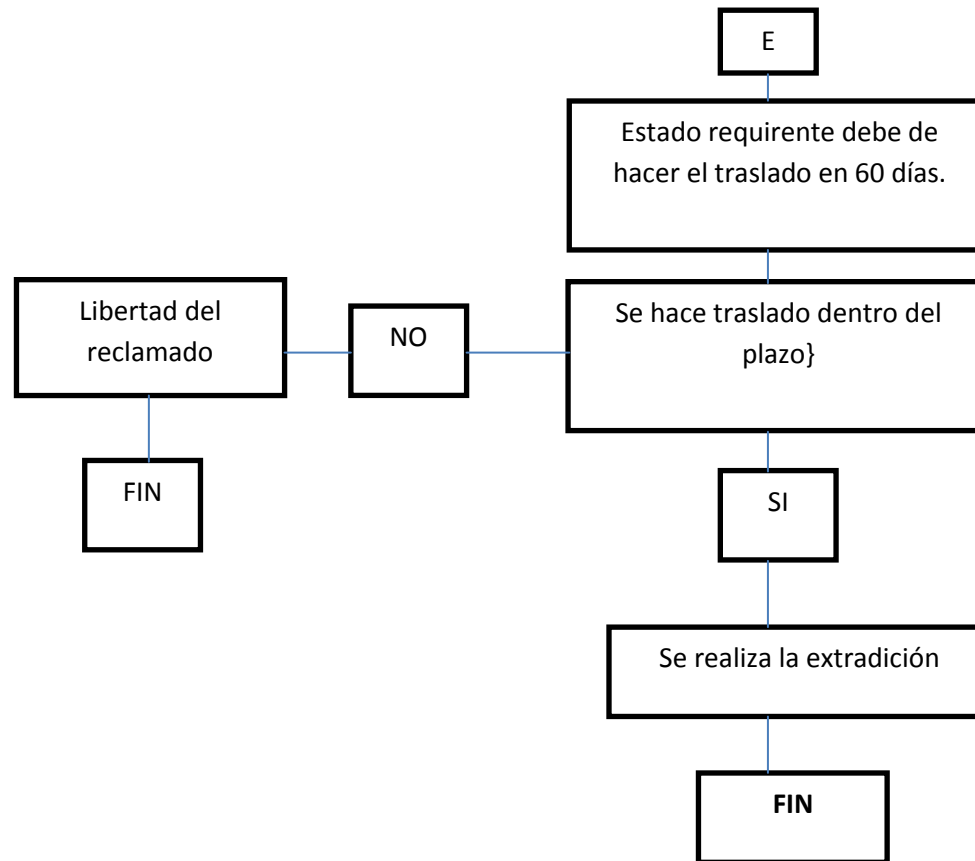 E
Estado requirente debe de
hacer el traslado en 60 días.
Libertad del
reclamado
NO
Se hace traslado dentro del
plazo}
FIN
SI
Se realiza la extradición
FIN